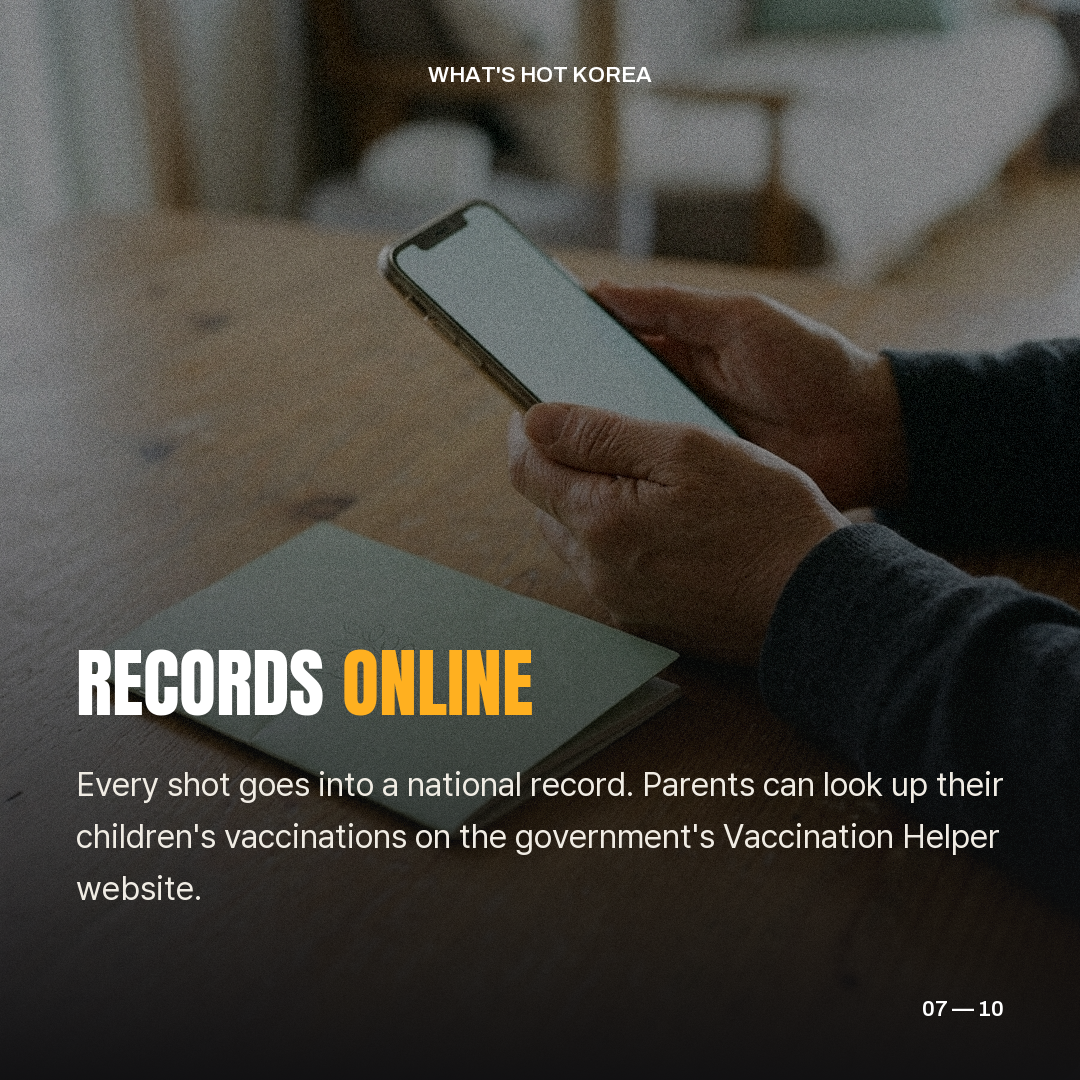 WHAT'S HOT KOREA
RECORDS ONLINE
Every shot goes into a national record. Parents can look up their
children's vaccinations on the government's Vaccination Helper
website.
07 — 10